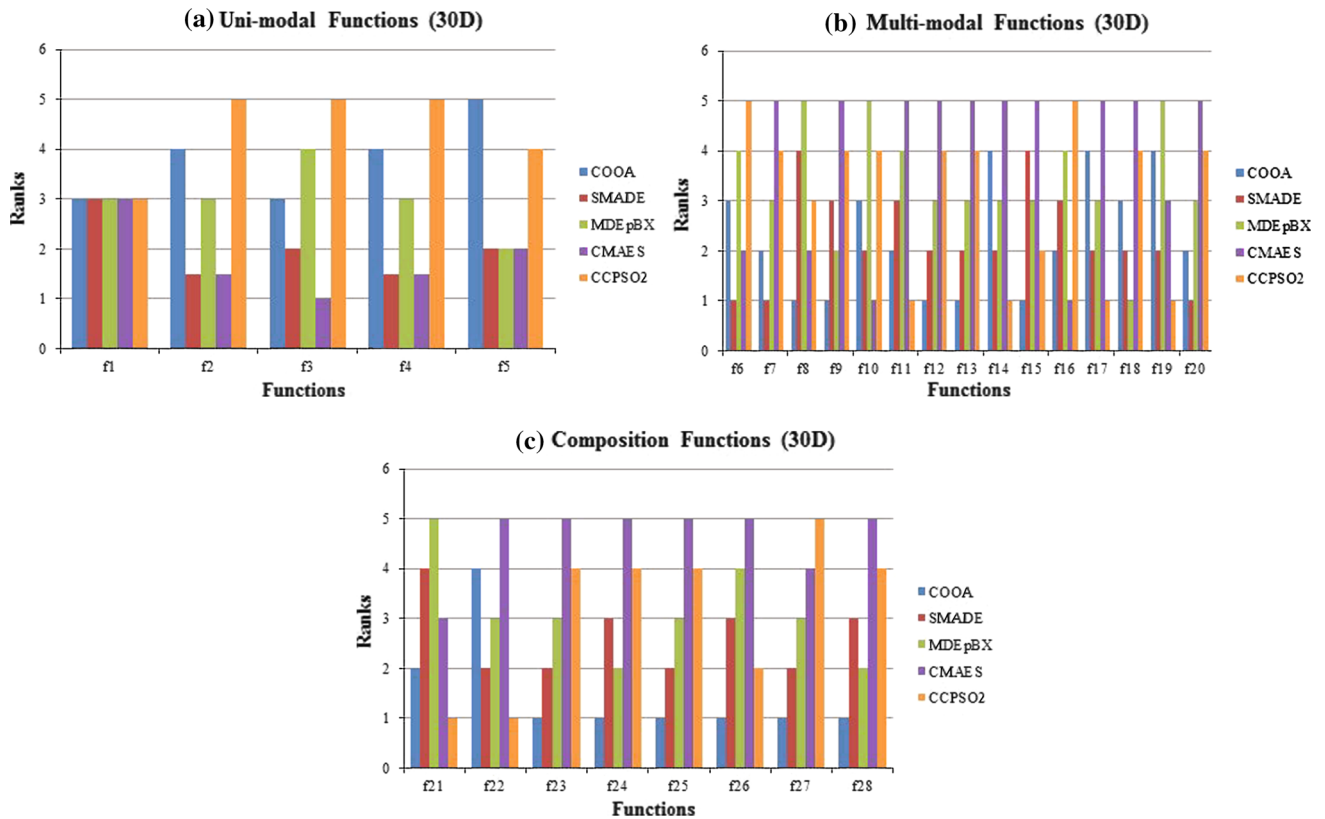 (a) Uni-modal Functions (30D)
6
5
4
3
2
1
0
Ranks
f1 f2 f3 f4 f5
Functions
COOA
SMADE
MDEpBX
CMAES
CCPSO2
(b) Multi-modal Functions (30D)
6
5
4
3
2
1
0
Ranks
f6 f7 f8 f9 f10 f11 f12 f13 f14 f15 f16 f17 f18 f19 f20
Functions
COOA
SMADE
MDEpBX
CMAES
CCPSO2
(c) Composition Functions (30D)
6
5
4
3
2
1
0
Ranks
f21 f22 f23 f24 f25 f26 f27 f28
Functions
COOA
SMADE
MDEpBX
CMAES
CCPSO2